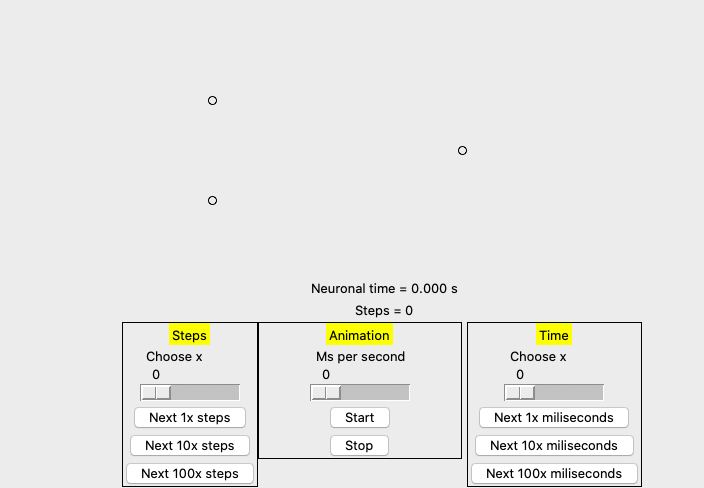 Neuronal time = 0.000 s
Steps = 0
Steps
Choose x
0
Next 1x steps
Next 10x steps
Next 100x steps
Animation
Ms per second
0
Start
Stop
Time
Choose x
0
Next 1x miliseconds
Next 10x miliseconds
Next 100x miliseconds